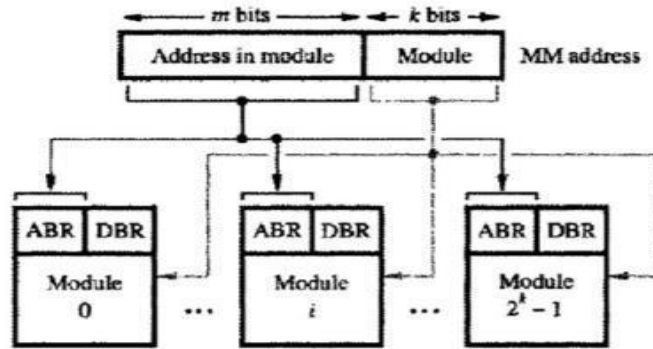 m bits k bits
Address in module Module MM address
ABR DBR ABR DBR ABR DBR
Module Module Module
0 ... i ... 2^k - 1